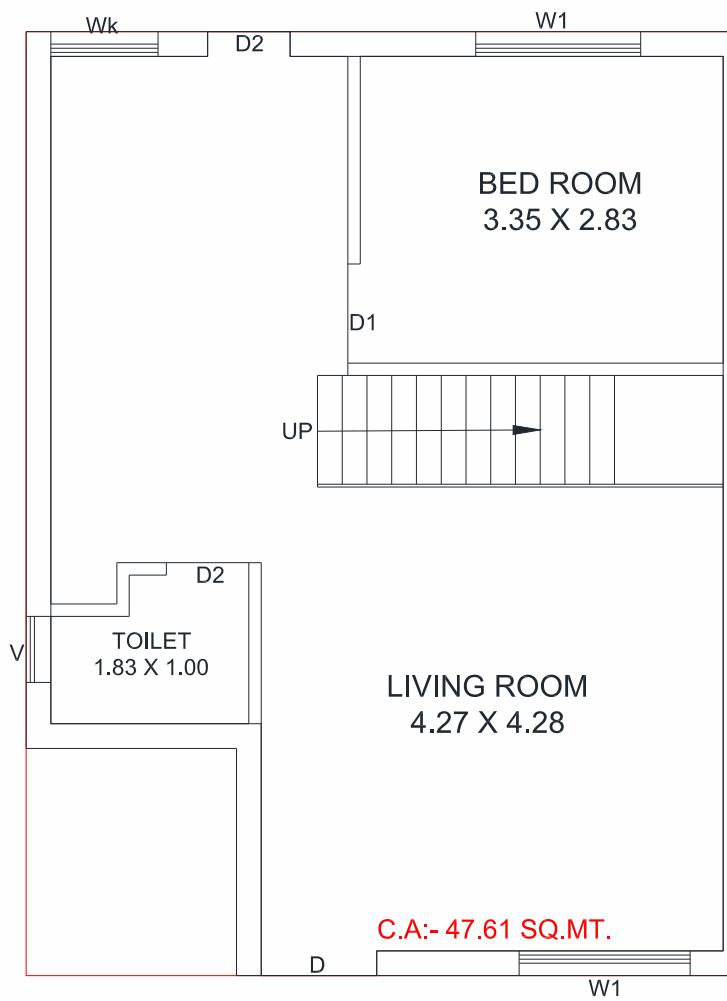 Wk
D2
W1
BED ROOM
3.35 X 2.83
D1
UP
D2
TOILET
1.83 X 1.00
V
LIVING ROOM
4.27 X 4.28
C.A:- 47.61 SQ.MT.
D
W1